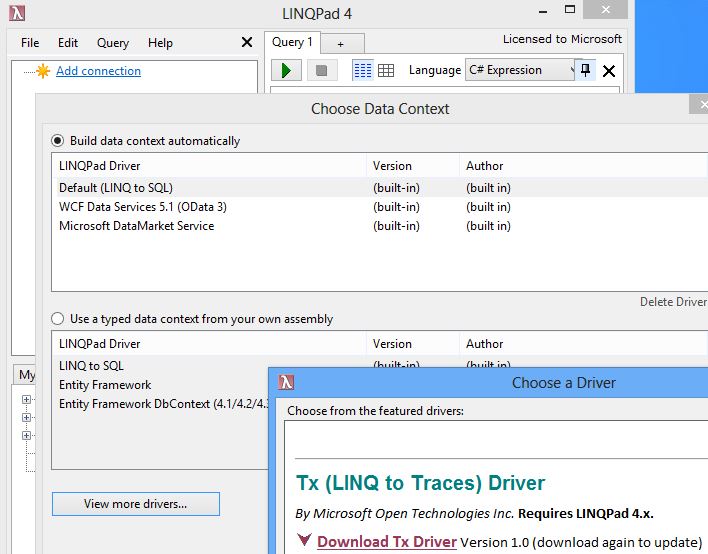 LINQPad 4
File Edit Query Help
Query 1 +
Licensed to Microsoft
Add connection
Language C# Expression
Choose Data Context
Build data context automatically
LINQPad Driver Version Author
Default (LINQ to SQL) (built-in) (built in)
WCF Data Services 5.1 (OData 3) (built-in) (built in)
Microsoft DataMarket Service (built-in) (built in)
Delete Driver
Use a typed data context from your own assembly
LINQPad Driver Version Author
LINQ to SQL (built-in) (built in)
Entity Framework
Entity Framework DbContext (4.1/4.2/4.3
My
View more drivers...
Choose a Driver
Choose from the featured drivers:
Tx (LINQ to Traces) Driver
By Microsoft Open Technologies Inc. Requires LINQPad 4.x.
Download Tx Driver Version 1.0 (download again to update)